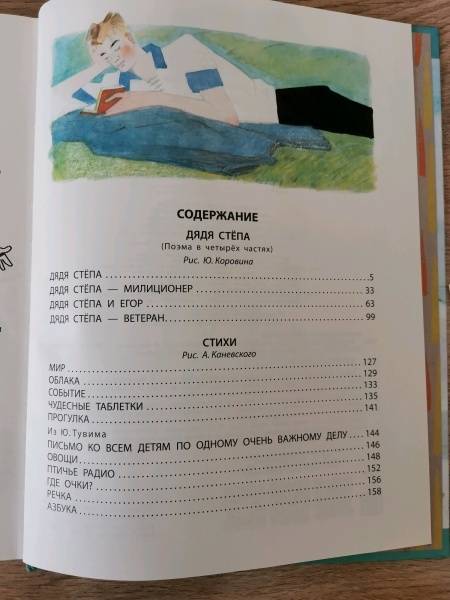 СОДЕРЖАНИЕ
ДЯДЯ СТЁПА
(Поэма в четырёх частях)
Рис. Ю. Коровина
ДЯДЯ СТЁПА 5
ДЯДЯ СТЁПА — МИЛИЦИОНЕР 33
ДЯДЯ СТЁПА И ЕГОР 63
ДЯДЯ СТЁПА — ВЕТЕРАН. 99
СТИХИ
Рис. А. Каневского
МИР 127
ОБЛАКА 129
СОБЫТИЕ 133
ЧУДЕСНЫЕ ТАБЛЕТКИ 135
ПРОГУЛКА 141
Из Ю. Тувима
ПИСЬМО КО ВСЕМ ДЕТЯМ ПО ОДНОМУ ОЧЕНЬ ВАЖНОМУ ДЕЛУ 144
ОВОЩИ 146
ПТИЧЬЕ РАДИО 148
ГДЕ ОЧКИ? 152
РЕЧКА 156
АЗБУКА 158